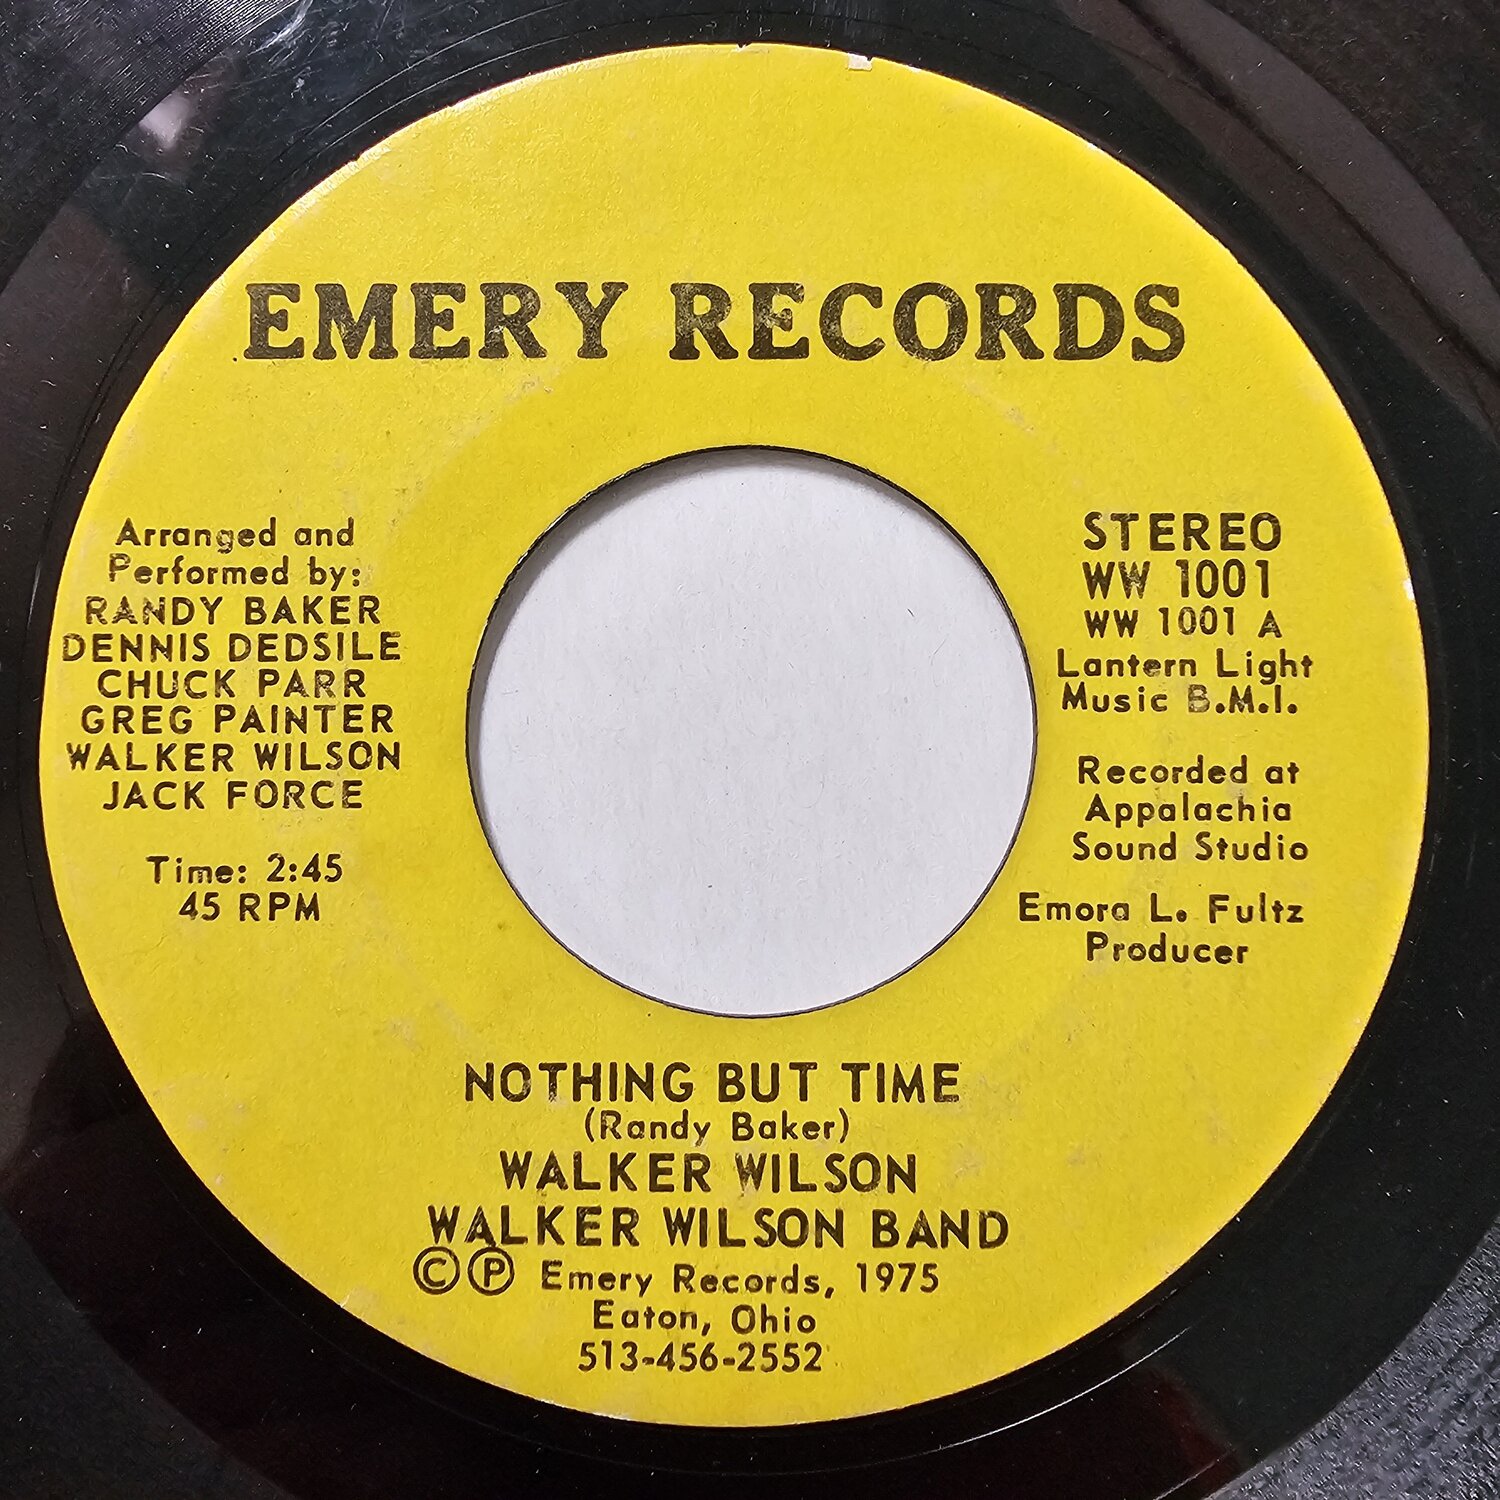 EMERY RECORDS
Arranged and
Performed by:
RANDY BAKER
DENNIS DEDSILE
CHUCK PARR
GREG PAINTER
WALKER WILSON
JACK FORCE
Time: 2:45
45 RPM
STEREO
WW 1001
WW 1001 A
Lantern Light
Music B.M.I.
Recorded at
Appalachia
Sound Studio
Emora L. Fultz
Producer
NOTHING BUT TIME
(Randy Baker)
WALKER WILSON
WALKER WILSON BAND
©℗ Emery Records, 1975
Eaton, Ohio
513-456-2552